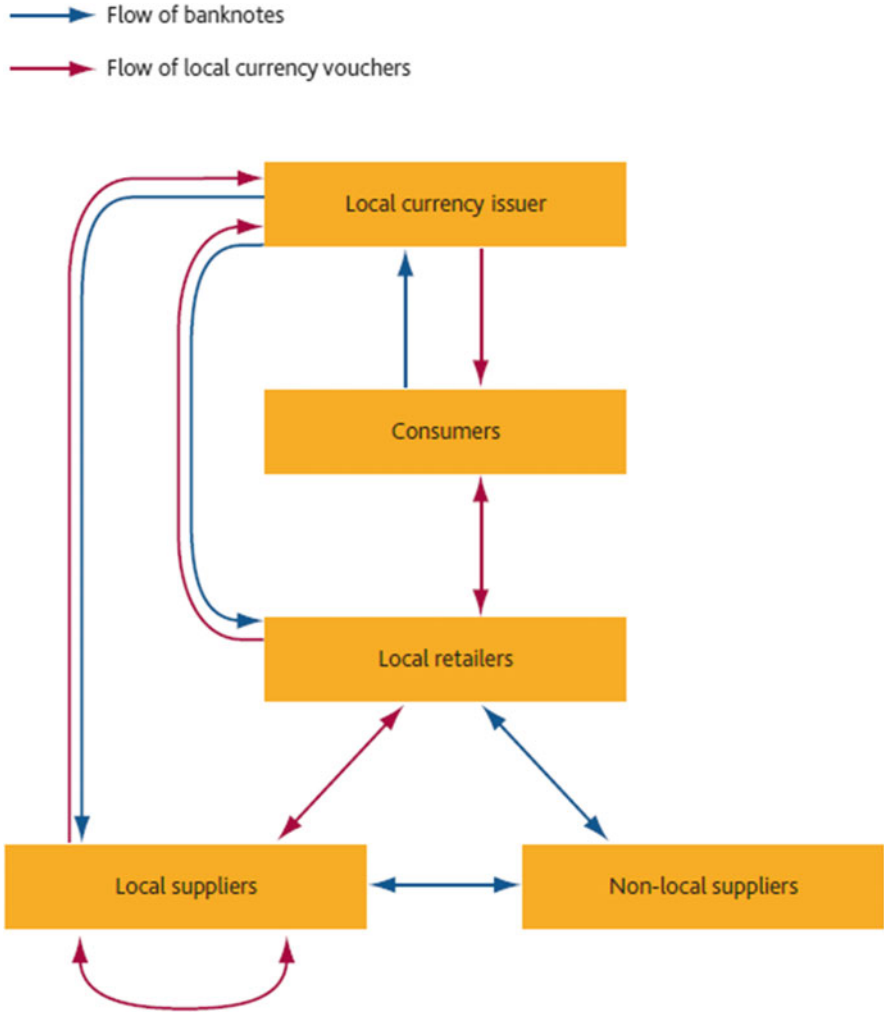 Flow of banknotes
Flow of local currency vouchers
Local currency issuer
Consumers
Local retailers
Local suppliers
Non-local suppliers